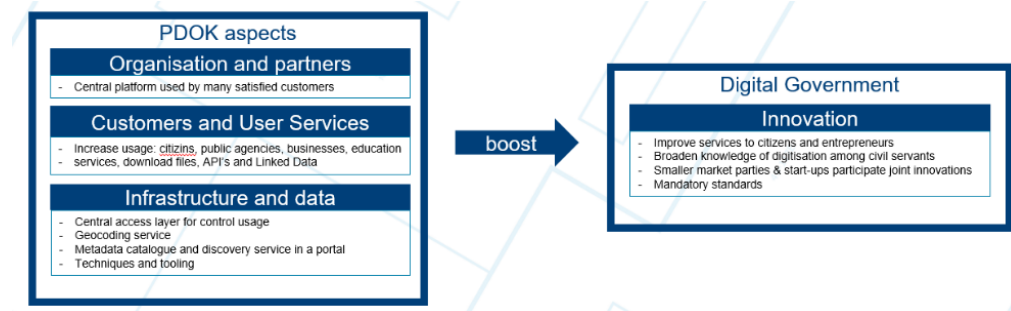 PDOK aspects
Organisation and partners
- Central platform used by many satisfied customers
Customers and User Services
- Increase usage: citizins, public agencies, businesses, education
- services, download files, API's and Linked Data
Infrastructure and data
- Central access layer for control usage
- Geocoding service
- Metadata catalogue and discovery service in a portal
- Techniques and tooling
boost
Digital Government
Innovation
- Improve services to citizens and entrepreneurs
- Broaden knowledge of digitisation among civil servants
- Smaller market parties & start-ups participate joint innovations
- Mandatory standards